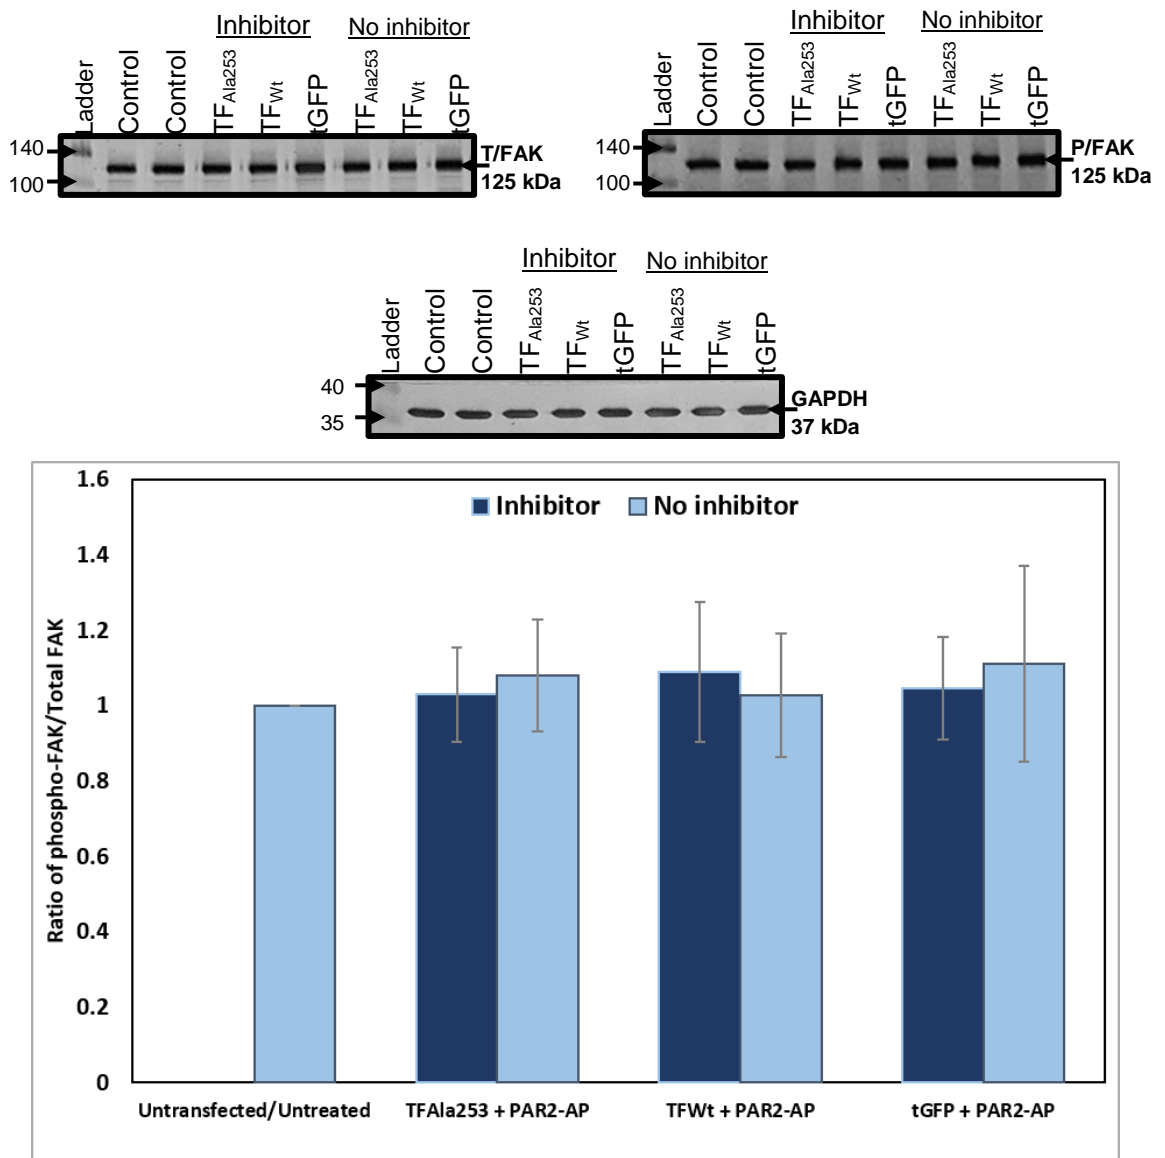 Inhibitor No inhibitor
Ladder Control Control TFAla253 TFWt tGFP TFAla253 TFWt tGFP
140
100
T/FAK
125 kDa
Inhibitor No inhibitor
Ladder Control Control TFAla253 TFWt tGFP TFAla253 TFWt tGFP
140
100
P/FAK
125 kDa
Inhibitor No inhibitor
Ladder Control Control TFAla253 TFWt tGFP TFAla253 TFWt tGFP
40
35
GAPDH
37 kDa
Inhibitor No inhibitor
Ratio of phospho-FAK/Total FAK
1.6
1.4
1.2
1
0.8
0.6
0.4
0.2
0
Untransfected/Untreated TFAla253 + PAR2-AP TFWt + PAR2-AP tGFP + PAR2-AP